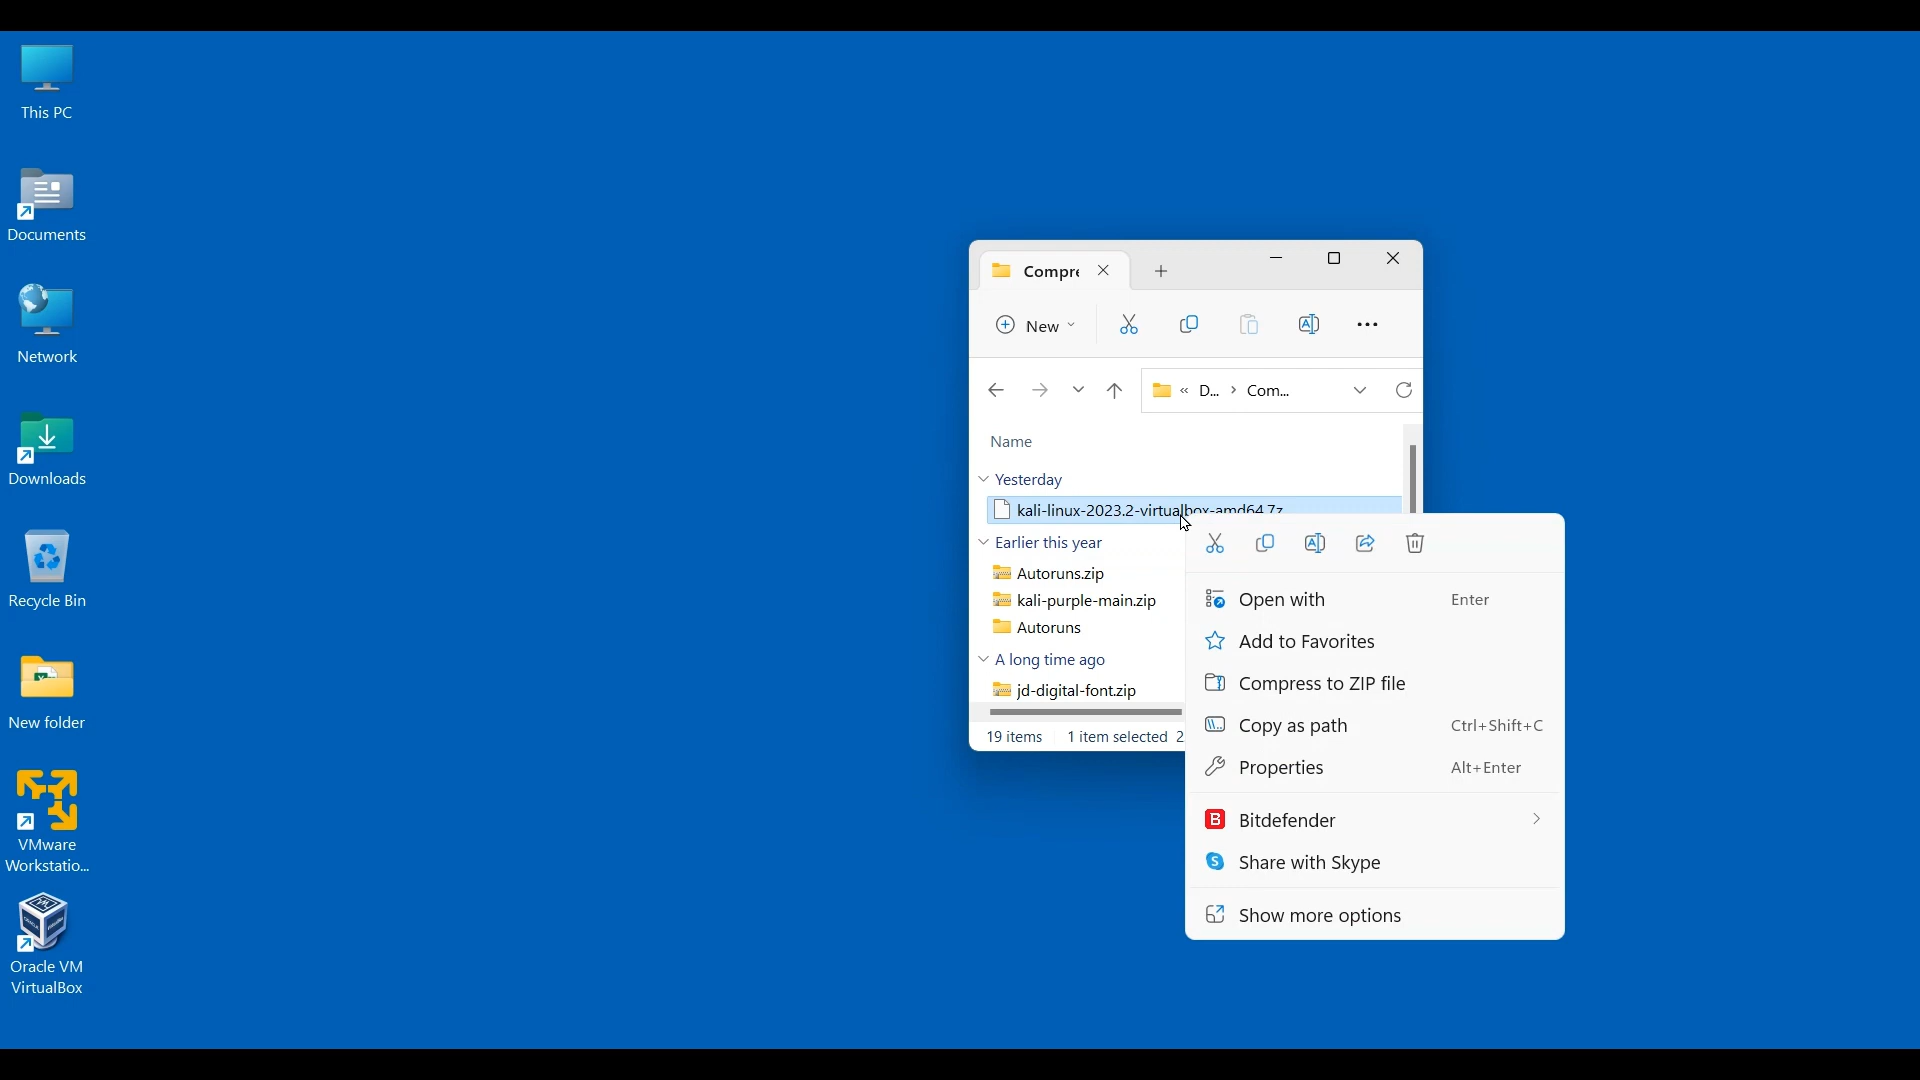 This PC
Documents
Network
Downloads
Recycle Bin
New folder
VMware
Workstatio...
Oracle VM
VirtualBox
Compre
New
« D... > Com...
Name
Yesterday
kali-linux-2023.2-virtualbox-amd64.7z
Earlier this year
Autoruns.zip
kali-purple-main.zip
Autoruns
A long time ago
jd-digital-font.zip
19 items 1 item selected 2
Open with Enter
Add to Favorites
Compress to ZIP file
Copy as path Ctrl+Shift+C
Properties Alt+Enter
Bitdefender
Share with Skype
Show more options